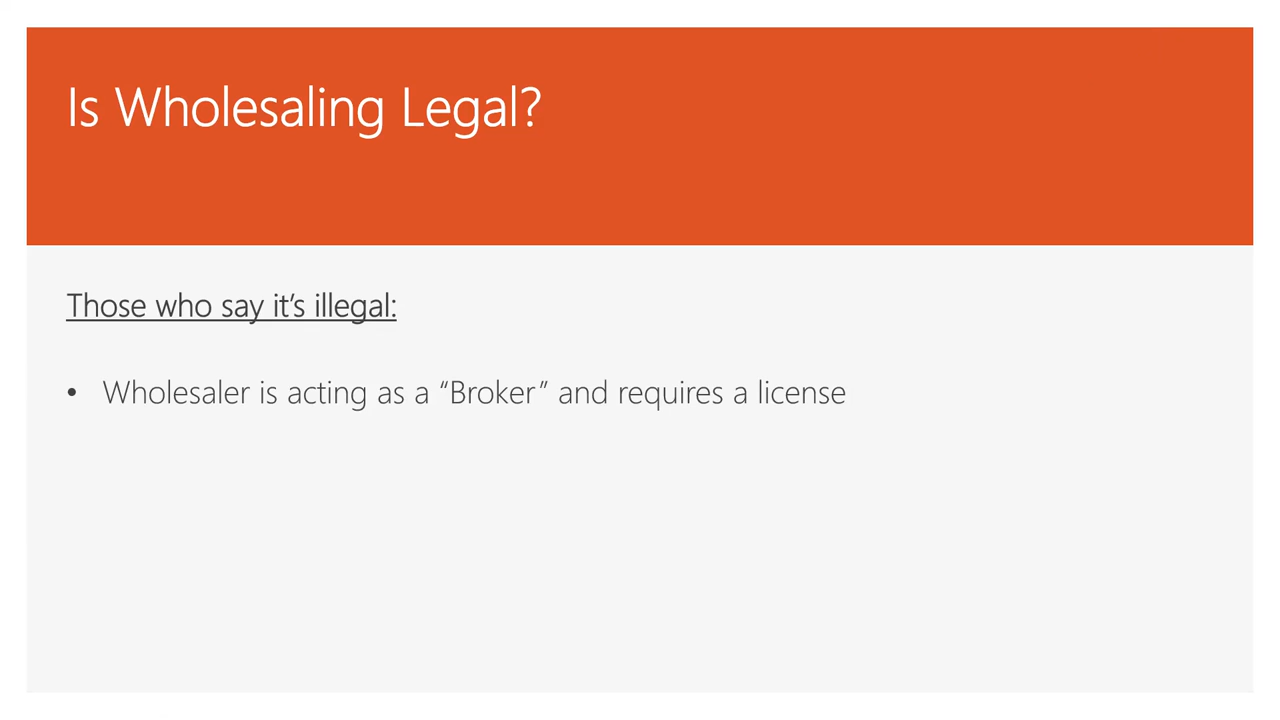 Is Wholesaling Legal?
Those who say it’s illegal:
• Wholesaler is acting as a “Broker” and requires a license